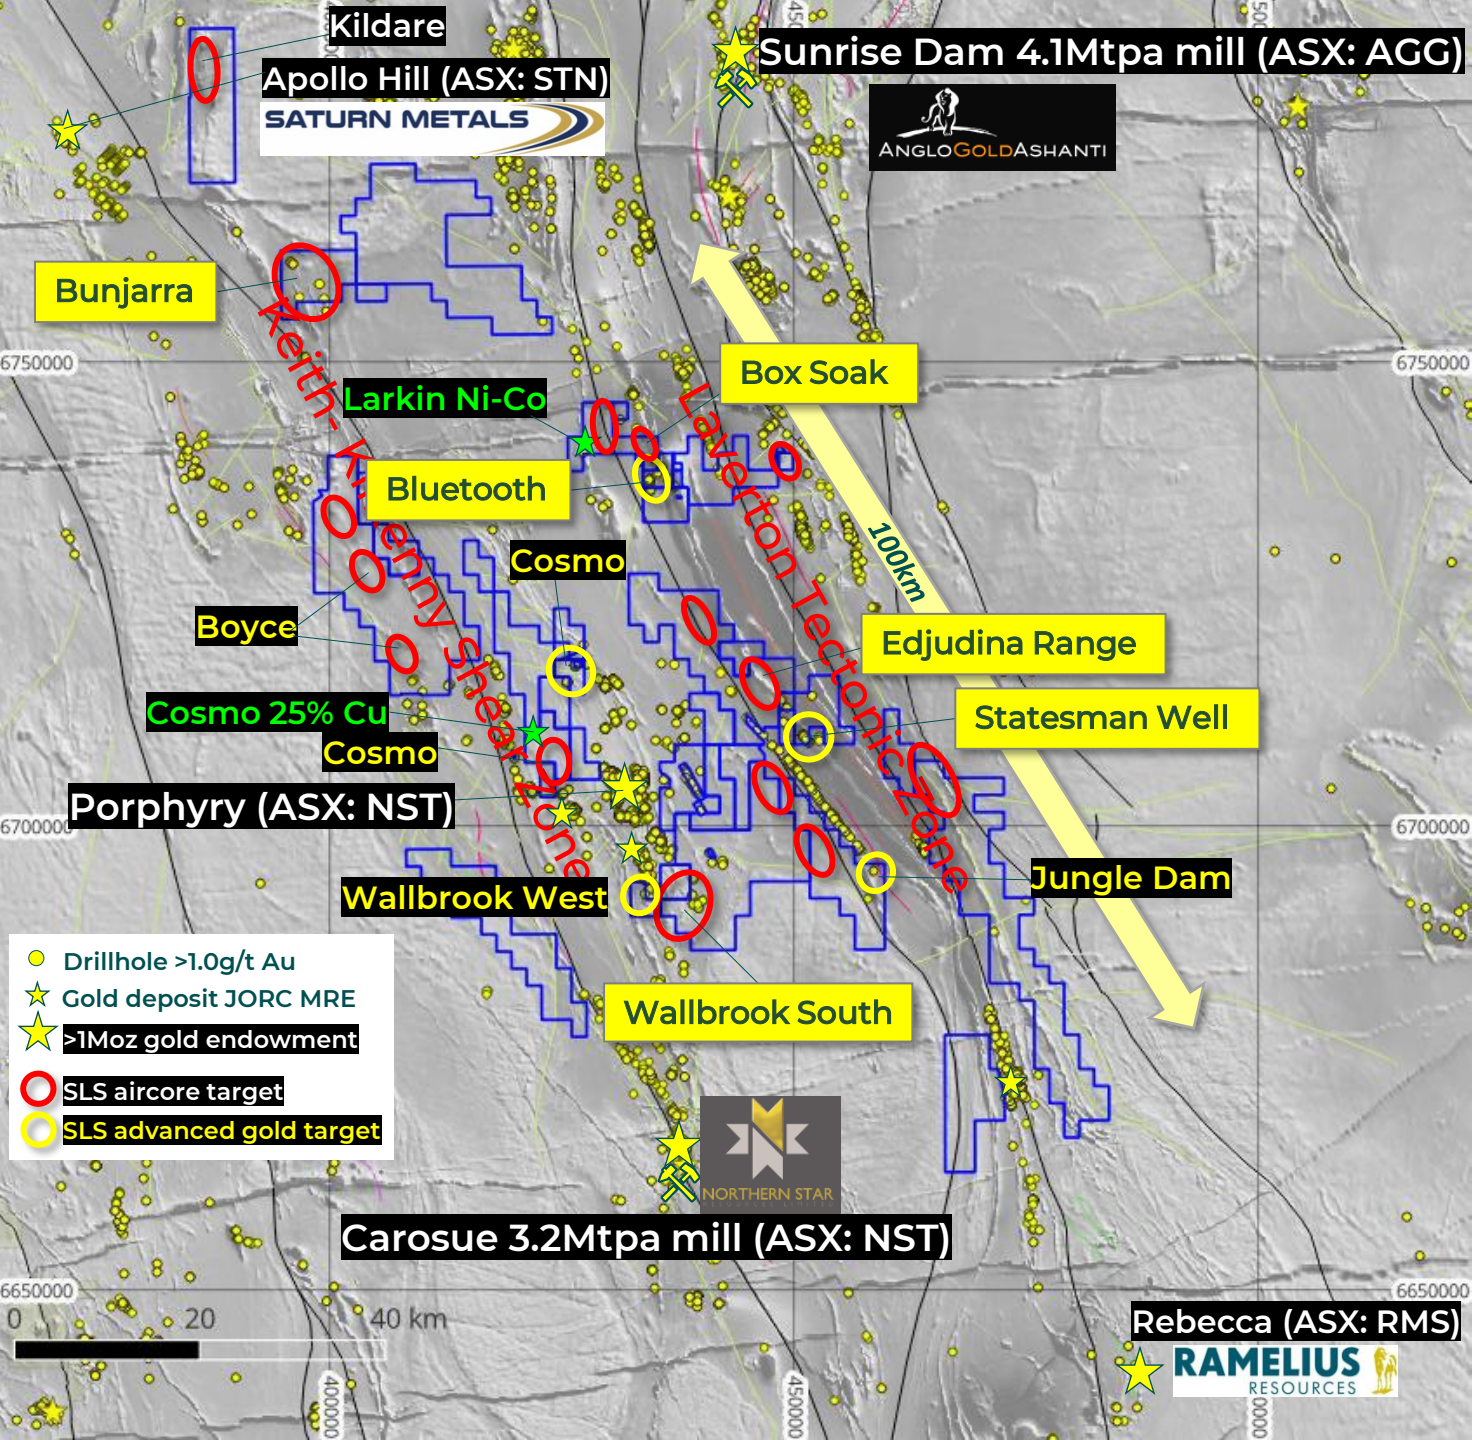 Kildare
Sunrise Dam 4.1Mtpa mill (ASX: AGG)
Apollo Hill (ASX: STN)
SATURN METALS
ANGLOGOLDASHANTI
Bunjarra
Keith- Kilkenny Shear Zone
6750000
6750000
Box Soak
Larkin Ni-Co
Laverton Tectonic Zone
Bluetooth
100km
Cosmo
Boyce
Edjudina Range
Cosmo 25% Cu
Statesman Well
Cosmo
Porphyry (ASX: NST)
6700000
6700000
Jungle Dam
Wallbrook West
Drillhole >1.0g/t Au
Gold deposit JORC MRE
>1Moz gold endowment
SLS aircore target
SLS advanced gold target
Wallbrook South
NORTHERN STAR
Carosue 3.2Mtpa mill (ASX: NST)
6650000
6650000
0 20 40 km
Rebecca (ASX: RMS)
RAMELIUS
RESOURCES
400000
450000